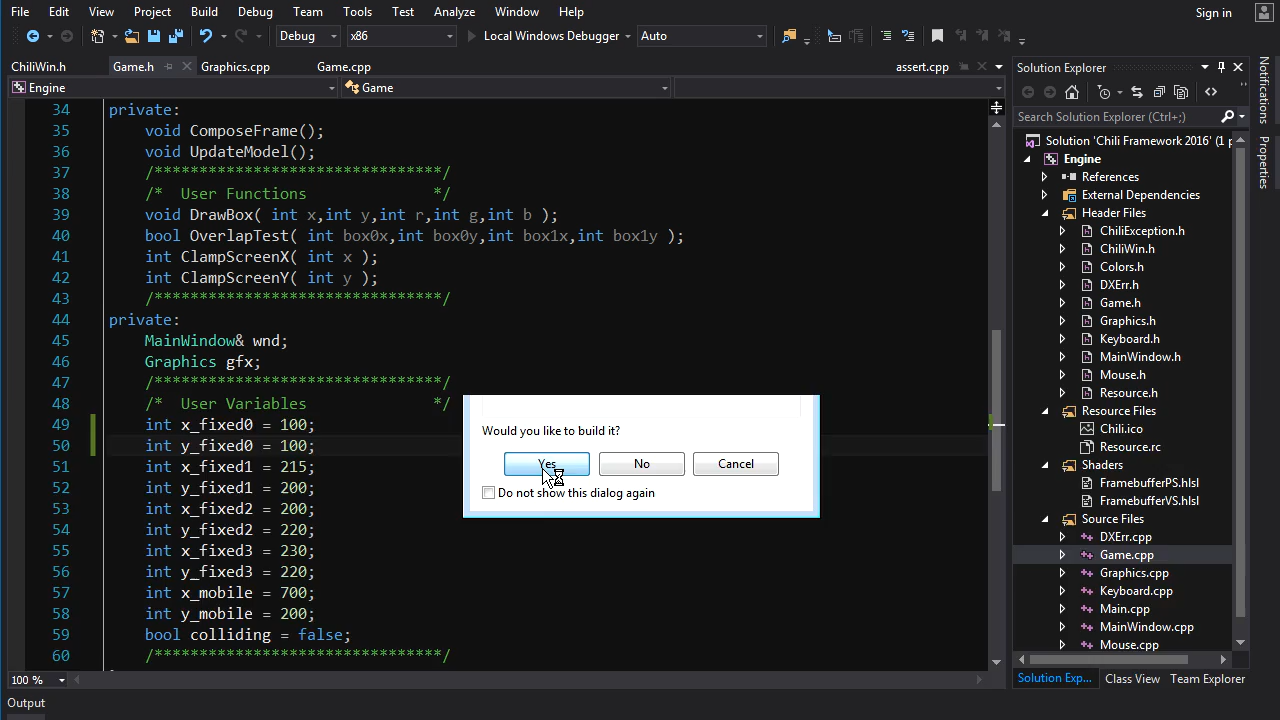 File Edit View Project Build Debug Team Tools Test Analyze Window Help
Sign in
Debug x86 Local Windows Debugger Auto
ChiliWin.h Game.h Graphics.cpp Game.cpp assert.cpp
Engine Game
34 private:
35 void ComposeFrame();
36 void UpdateModel();
37 /********************************/
38 /* User Functions */
39 void DrawBox( int x,int y,int r,int g,int b );
40 bool OverlapTest( int box0x,int box0y,int box1x,int box1y );
41 int ClampScreenX( int x );
42 int ClampScreenY( int y );
43 /********************************/
44 private:
45 MainWindow& wnd;
46 Graphics gfx;
47 /********************************/
48 /* User Variables */
49 int x_fixed0 = 100;
50 int y_fixed0 = 100;
51 int x_fixed1 = 215;
52 int y_fixed1 = 200;
53 int x_fixed2 = 200;
54 int y_fixed2 = 220;
55 int x_fixed3 = 230;
56 int y_fixed3 = 220;
57 int x_mobile = 700;
58 int y_mobile = 200;
59 bool colliding = false;
60 /********************************/
100 %
Output
Would you like to build it?
Yes No Cancel
Do not show this dialog again
Solution Explorer
Search Solution Explorer (Ctrl+;)
Solution 'Chili Framework 2016' (1 p
Engine
References
External Dependencies
Header Files
ChiliException.h
ChiliWin.h
Colors.h
DXErr.h
Game.h
Graphics.h
Keyboard.h
MainWindow.h
Mouse.h
Resource.h
Resource Files
Chili.ico
Resource.rc
Shaders
FramebufferPS.hlsl
FramebufferVS.hlsl
Source Files
DXErr.cpp
Game.cpp
Graphics.cpp
Keyboard.cpp
Main.cpp
MainWindow.cpp
Mouse.cpp
Solution Exp... Class View Team Explorer
Notifications
Properties